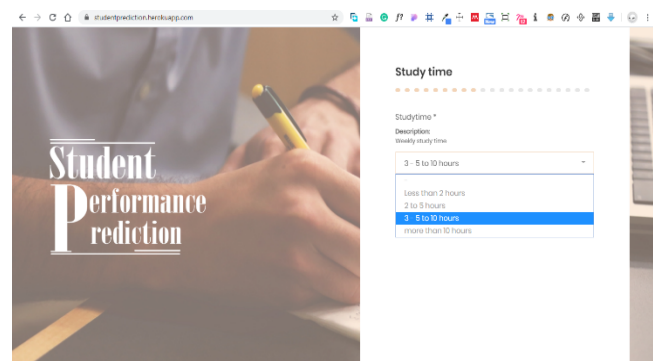 studentprediction.herokuapp.com
Student
Performance
Prediction
Study time
Studytime *
Description:
Weekly study time
3 - 5 to 10 hours
Less than 2 hours
2 to 5 hours
3 - 5 to 10 hours
more than 10 hours